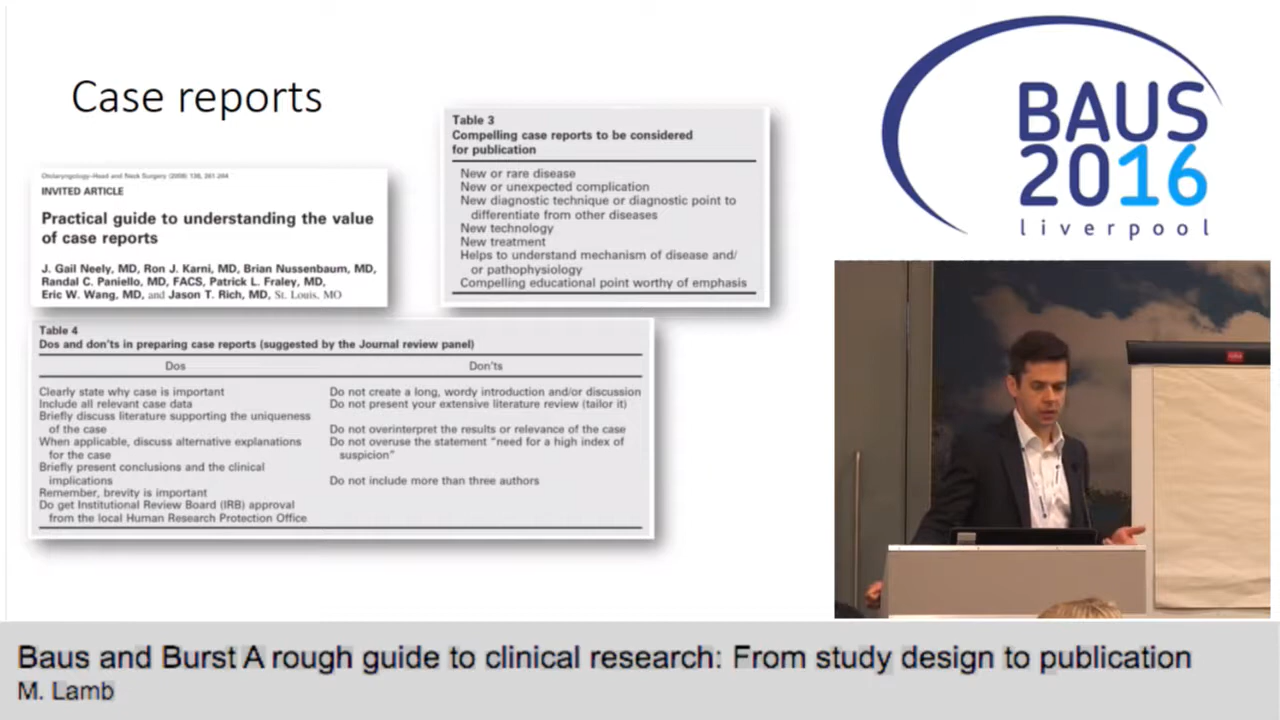 Case reports
Otolaryngology–Head and Neck Surgery (2008) 138, 261-264
INVITED ARTICLE
Practical guide to understanding the value
of case reports
J. Gail Neely, MD, Ron J. Karni, MD, Brian Nussenbaum, MD,
Randal C. Paniello, MD, FACS, Patrick L. Fraley, MD,
Eric W. Wang, MD, and Jason T. Rich, MD, St. Louis, MO
Table 3
Compelling case reports to be considered
for publication
New or rare disease
New or unexpected complication
New diagnostic technique or diagnostic point to
differentiate from other diseases
New technology
New treatment
Helps to understand mechanism of disease and/
or pathophysiology
Compelling educational point worthy of emphasis
Table 4
Dos and don'ts in preparing case reports (suggested by the Journal review panel)
Dos
Clearly state why case is important
Include all relevant case data
Briefly discuss literature supporting the uniqueness
of the case
When applicable, discuss alternative explanations
for the case
Briefly present conclusions and the clinical
implications
Remember, brevity is important
Do get Institutional Review Board (IRB) approval
from the local Human Research Protection Office
Don'ts
Do not create a long, wordy introduction and/or discussion
Do not present your extensive literature review (tailor it)
Do not overinterpret the results or relevance of the case
Do not overuse the statement "need for a high index of
suspicion"
Do not include more than three authors
BAUS
2016
liverpool
Baus and Burst A rough guide to clinical research: From study design to publication
M. Lamb